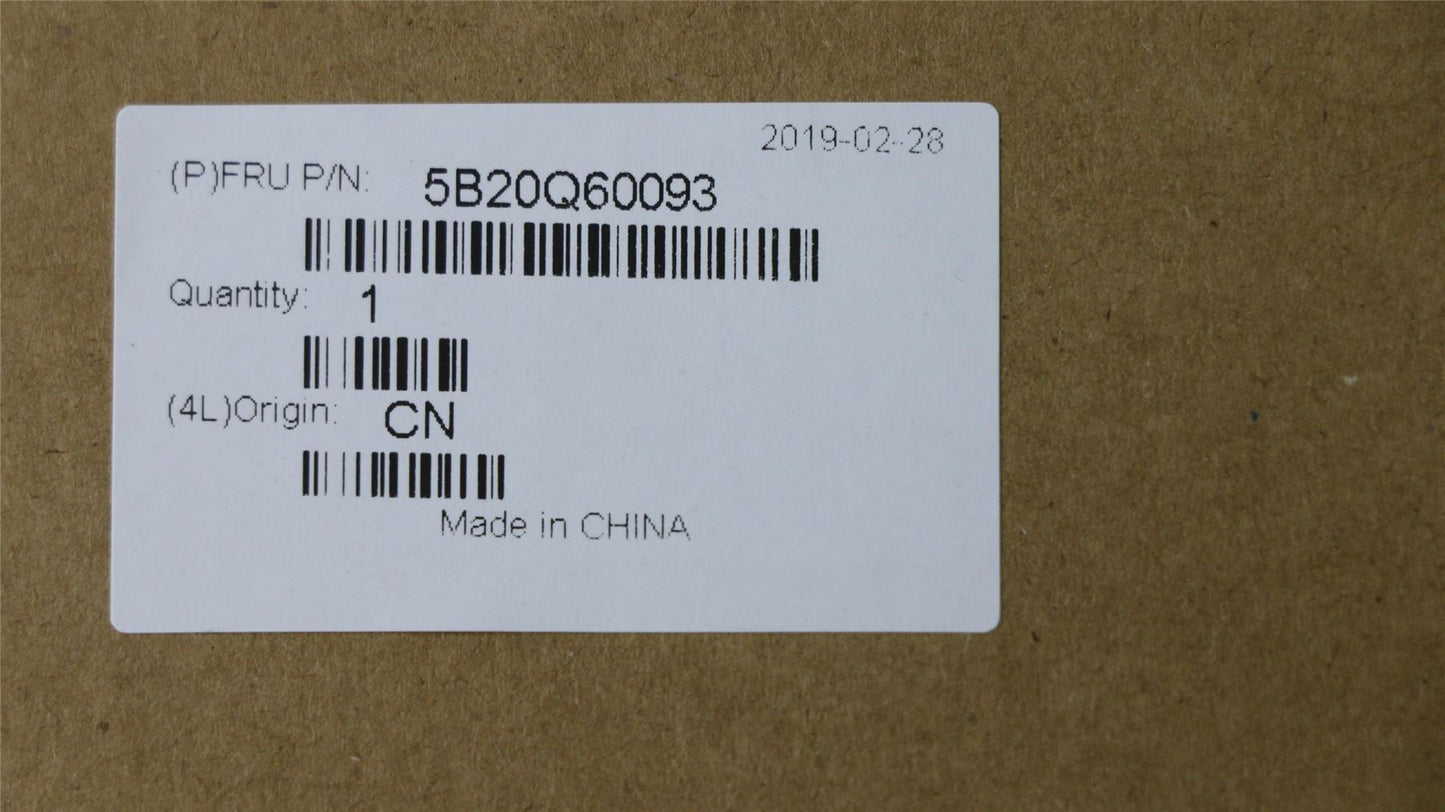 2019-02-28
(P)FRU P/N: 5B20Q60093
Quantity: 1
(4L)Origin: CN
Made in CHINA